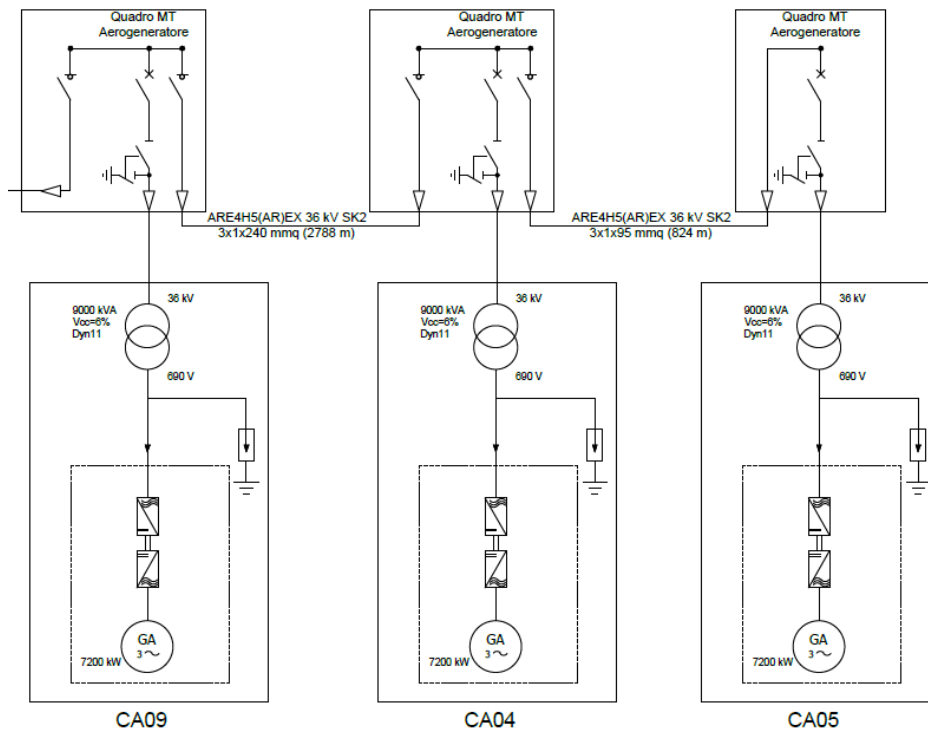 Quadro MT
Aerogeneratore
Quadro MT
Aerogeneratore
Quadro MT
Aerogeneratore
ARE4H5(AR)EX 36 kV SK2
3x1x240 mmq (2788 m)
ARE4H5(AR)EX 36 kV SK2
3x1x95 mmq (824 m)
36 kV
9000 kVA
Vcc=6%
Dyn11
690 V
36 kV
9000 kVA
Vcc=6%
Dyn11
690 V
36 kV
9000 kVA
Vcc=6%
Dyn11
690 V
GA
3
7200 kW
GA
3
7200 kW
GA
3
7200 kW
CA09
CA04
CA05